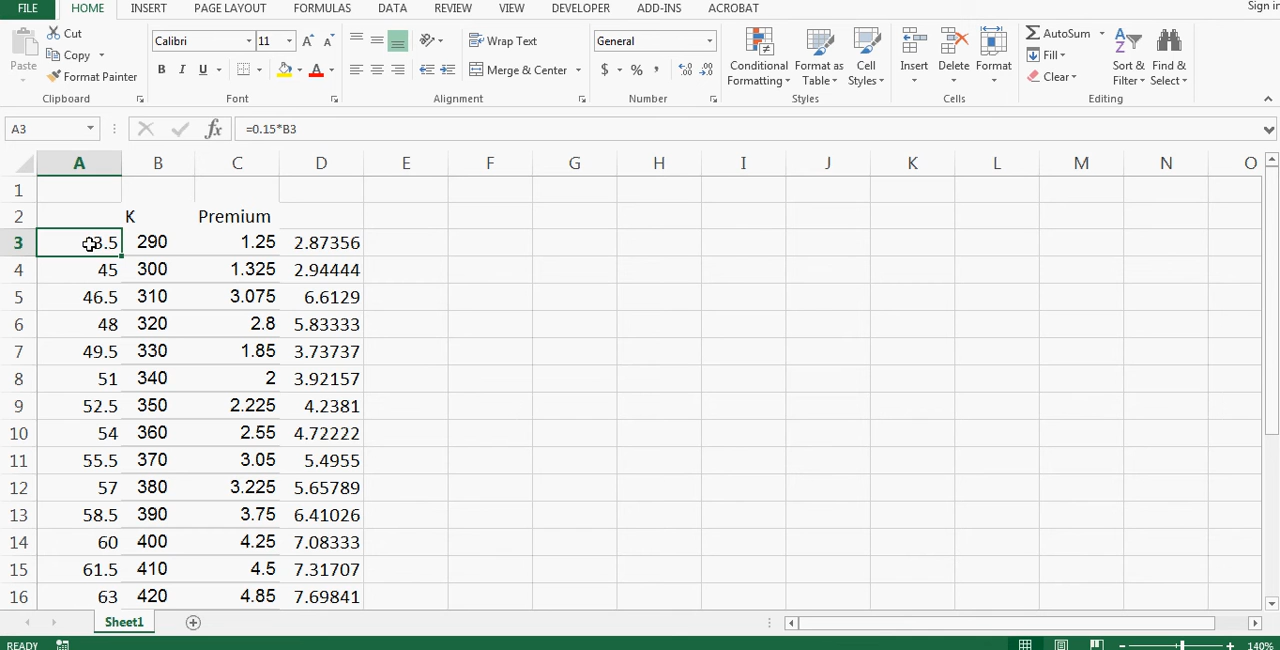 FILE HOME INSERT PAGE LAYOUT FORMULAS DATA REVIEW VIEW DEVELOPER ADD-INS ACROBAT Sign in
Paste Cut Copy Format Painter
Calibri 11 A A
B I U A
Wrap Text
Merge & Center
General
$ % , .00 .0
Conditional Formatting Format as Table Cell Styles
Insert Delete Format
AutoSum Fill Clear
Sort & Filter Find & Select
Clipboard Font Alignment Number Styles Cells Editing
A3 fx =0.15*B3
A B C D E F G H I J K L M N O
1
2 K Premium
3 3.5 290 1.25 2.87356
4 45 300 1.325 2.94444
5 46.5 310 3.075 6.6129
6 48 320 2.8 5.83333
7 49.5 330 1.85 3.73737
8 51 340 2 3.92157
9 52.5 350 2.225 4.2381
10 54 360 2.55 4.72222
11 55.5 370 3.05 5.4955
12 57 380 3.225 5.65789
13 58.5 390 3.75 6.41026
14 60 400 4.25 7.08333
15 61.5 410 4.5 7.31707
16 63 420 4.85 7.69841
Sheet1
READY 140%